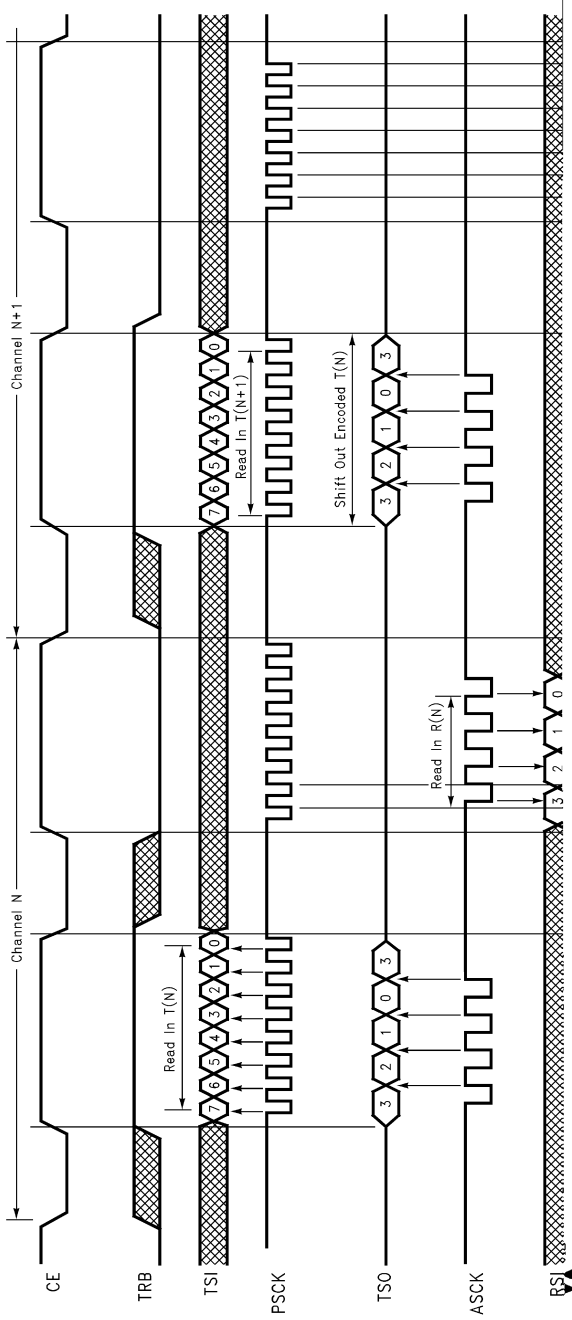 Channel N
Channel N+1
CE
TRB
TSI
7 6 5 4 3 2 1 0
7 6 5 4 3 2 1 0
Read In T(N)
Read In T(N+1)
PSCK
Shift Out Encoded T(N)
TSO
3 2 1 0 3
3 2 1 0 3
ASCK
Read In R(N)
RSI
3 2 1 0